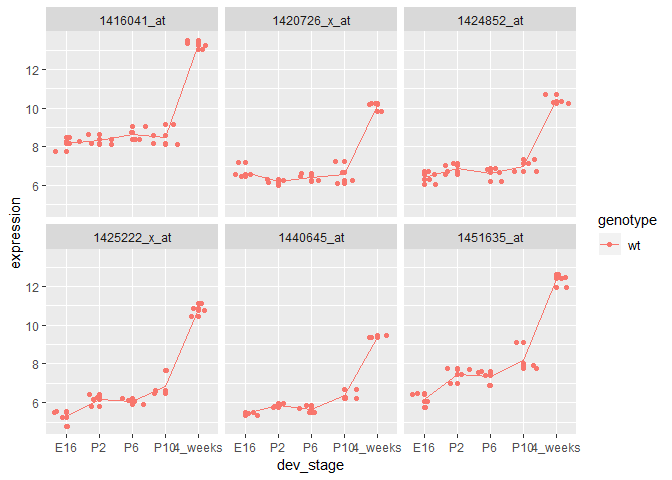 1416041_at 1420726_x_at 1424852_at
12
10
8
6
1425222_x_at 1440645_at 1451635_at
12
10
8
6
E16 P2 P6 P10 4_weeks E16 P2 P6 P10 4_weeks E16 P2 P6 P10 4_weeks
dev_stage
expression
genotype
wt